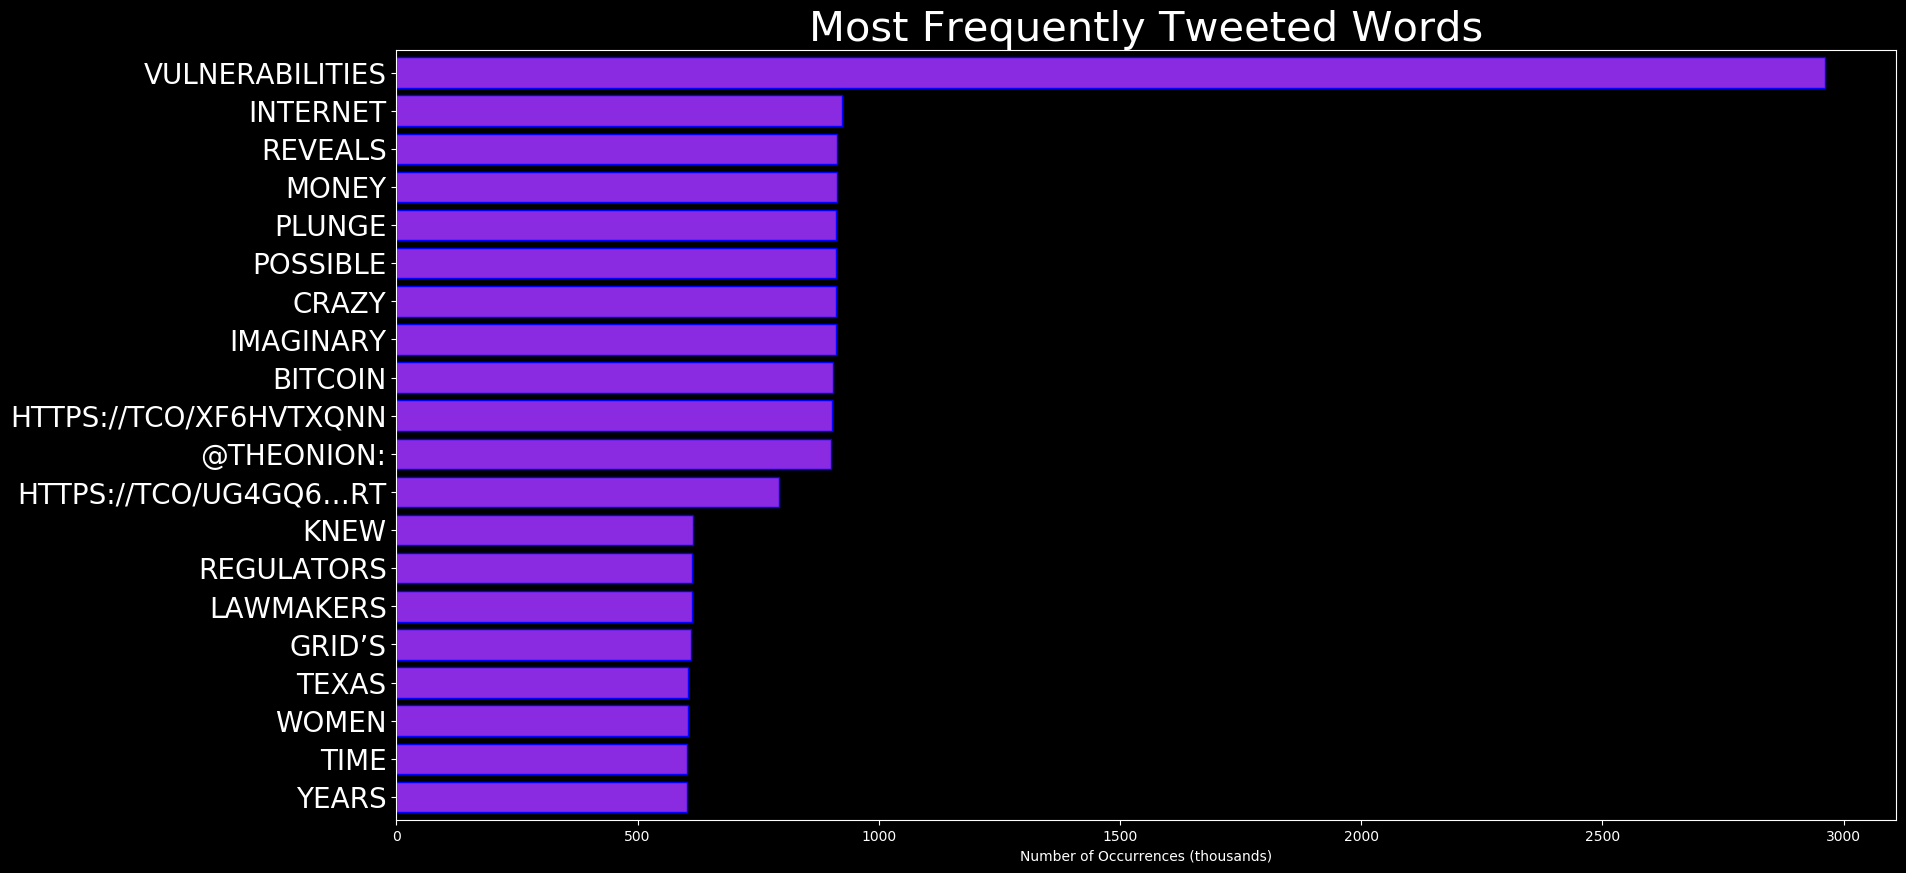 Most Frequently Tweeted Words
VULNERABILITIES
INTERNET
REVEALS
MONEY
PLUNGE
POSSIBLE
CRAZY
IMAGINARY
BITCOIN
HTTPS://TCO/XF6HVTXQNN
@THEONION:
HTTPS://TCO/UG4GQ6…RT
KNEW
REGULATORS
LAWMAKERS
GRID’S
TEXAS
WOMEN
TIME
YEARS
0 500 1000 1500 2000 2500 3000
Number of Occurrences (thousands)